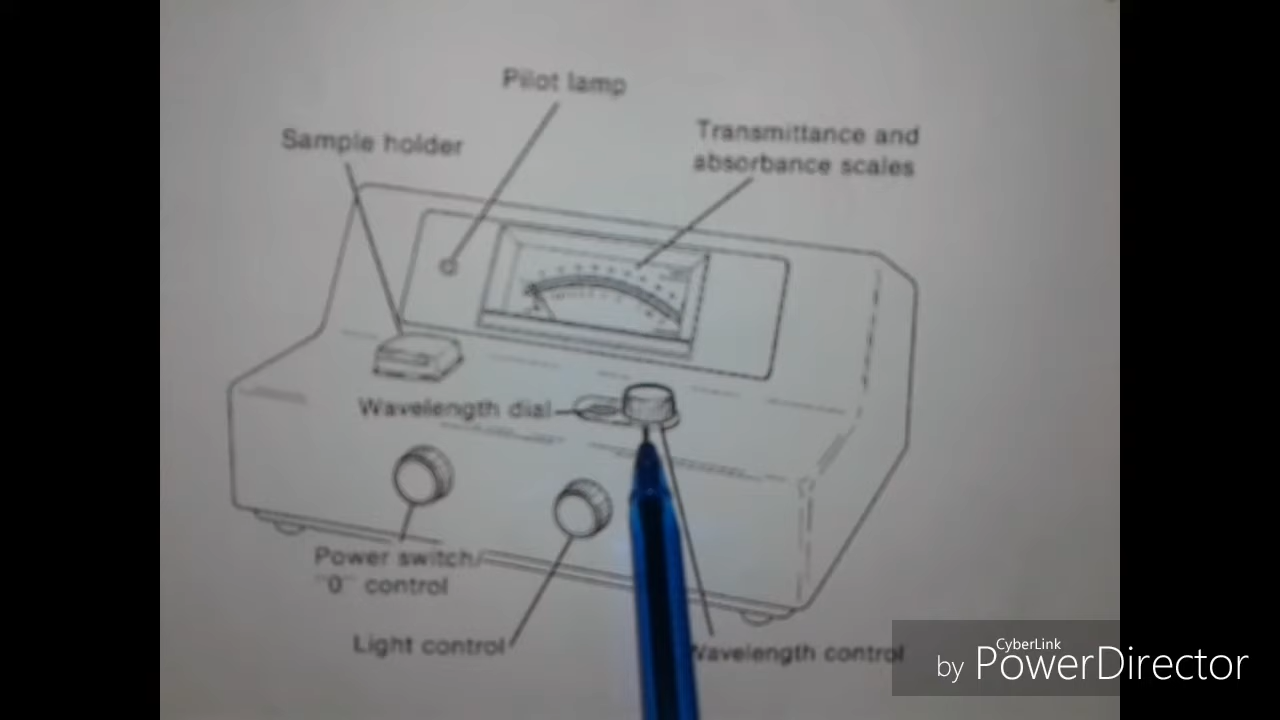 Pilot lamp
Sample holder
Transmittance and
absorbance scales
Wavelength dial
Power switch/
"0" control
Light control
Wavelength control
CyberLink
by PowerDirector